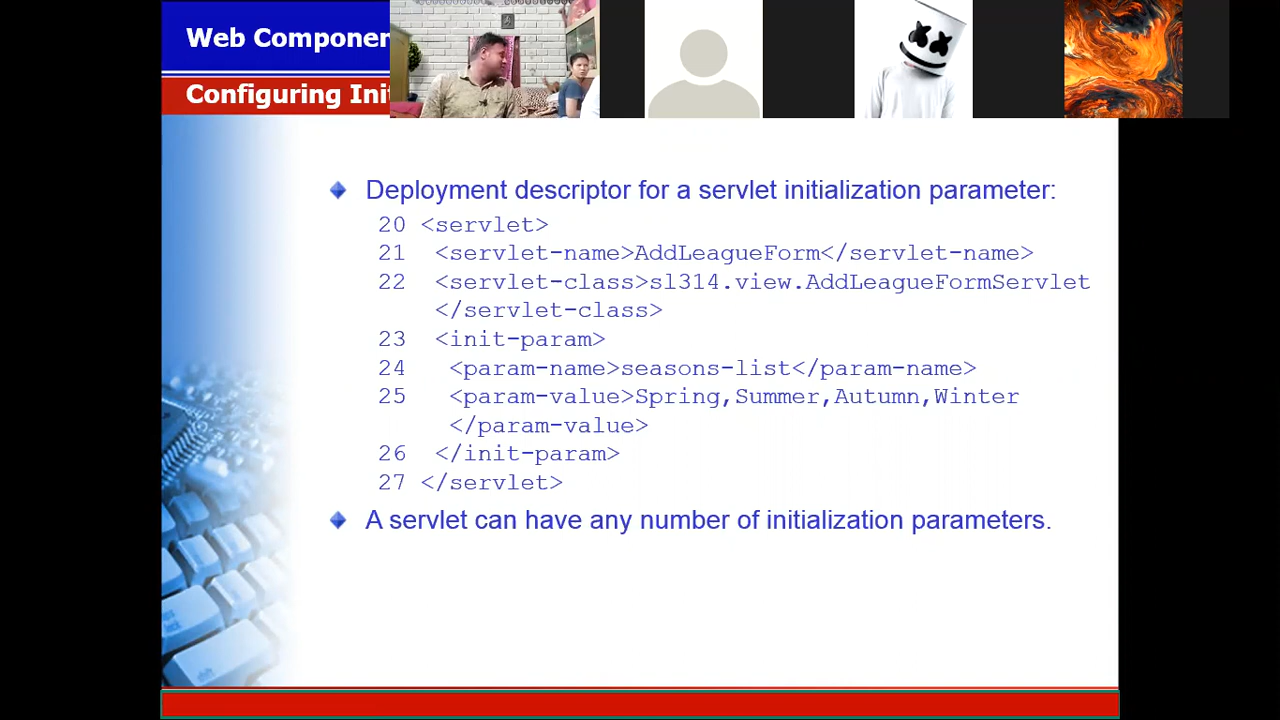 Web Componen
Configuring Ini
Deployment descriptor for a servlet initialization parameter:
20 <servlet>
21 <servlet-name>AddLeagueForm</servlet-name>
22 <servlet-class>sl314.view.AddLeagueFormServlet
</servlet-class>
23 <init-param>
24 <param-name>seasons-list</param-name>
25 <param-value>Spring,Summer,Autumn,Winter
</param-value>
26 </init-param>
27 </servlet>
A servlet can have any number of initialization parameters.